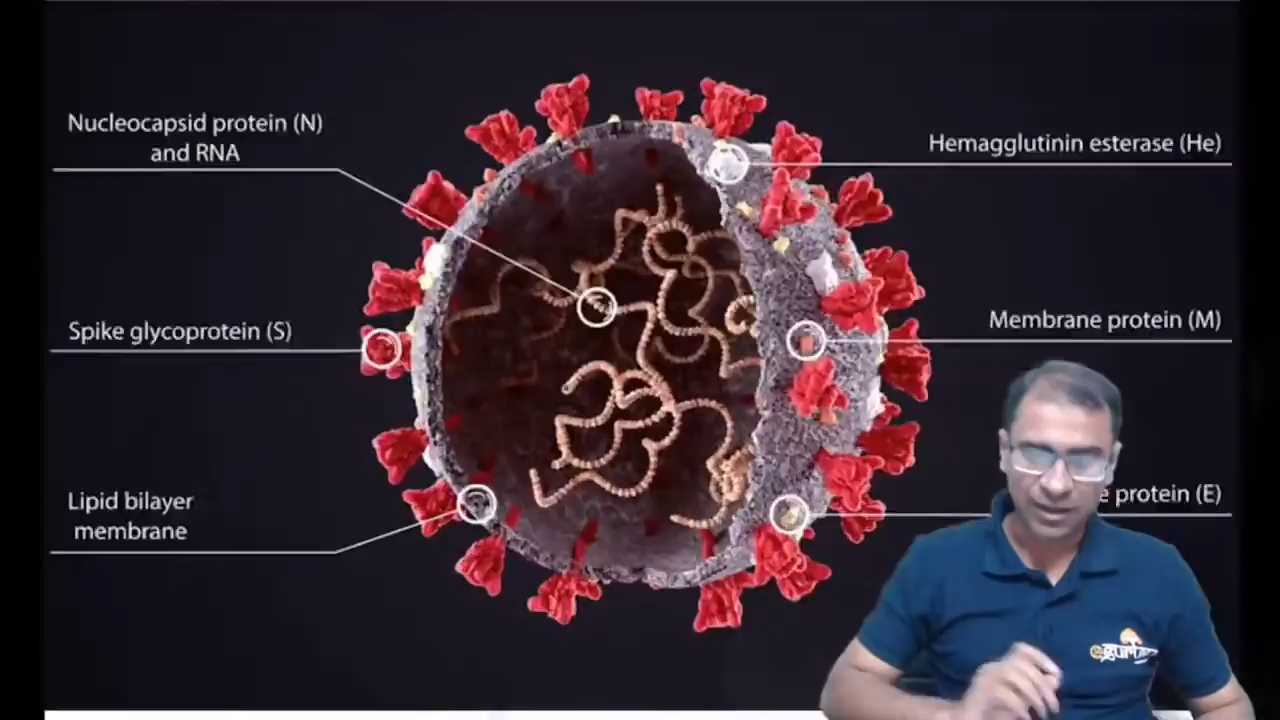 Nucleocapsid protein (N)
and RNA
Hemagglutinin esterase (He)
Spike glycoprotein (S)
Membrane protein (M)
Lipid bilayer
membrane
protein (E)